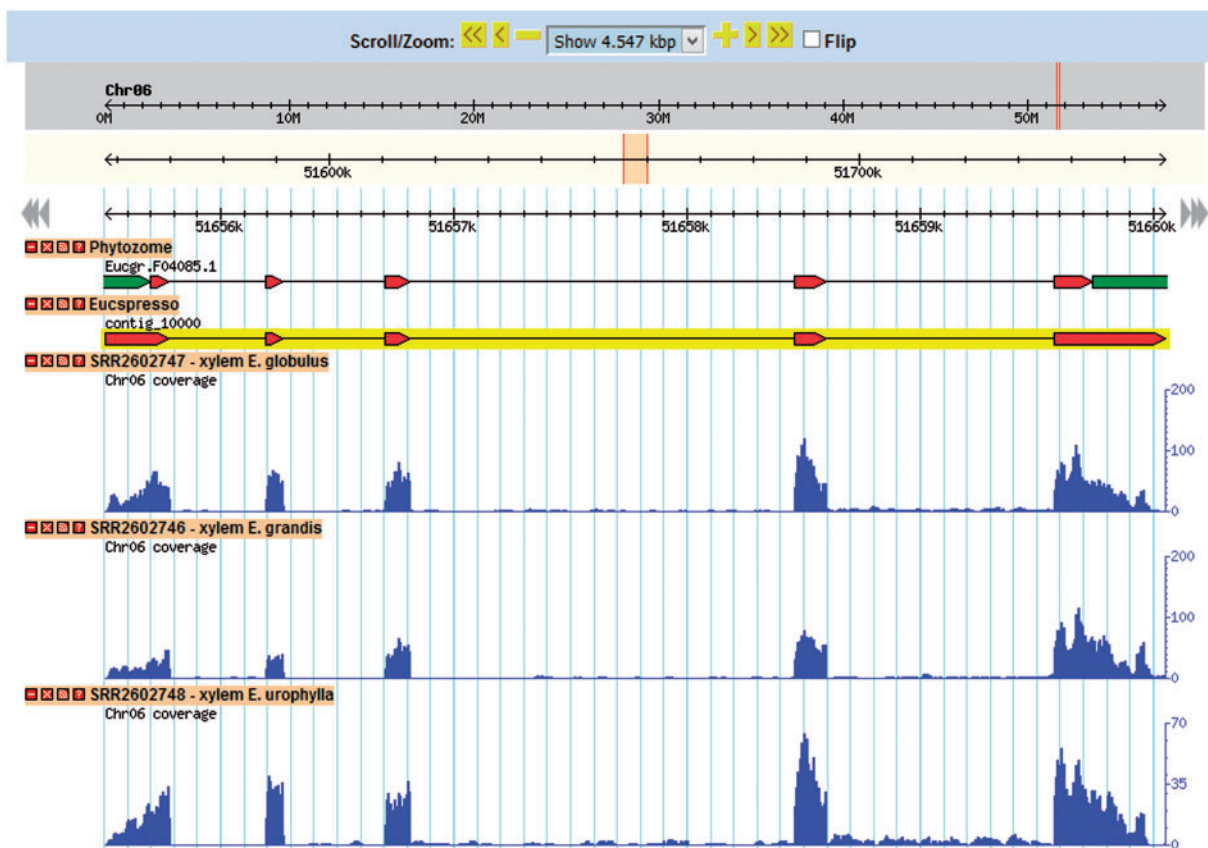 Scroll/Zoom: << < − Show 4.547 kbp + > >> Flip
Chr06
0M 10M 20M 30M 40M 50M
51600k 51700k
51656k 51657k 51658k 51659k 51660k
Phytozome
Eucgr.F04085.1
Eucspresso
contig_10000
SRR2602747 - xylem E. globulus
Chr06 coverage
200
100
0
SRR2602746 - xylem E. grandis
Chr06 coverage
200
100
0
SRR2602748 - xylem E. urophylla
Chr06 coverage
70
35
0